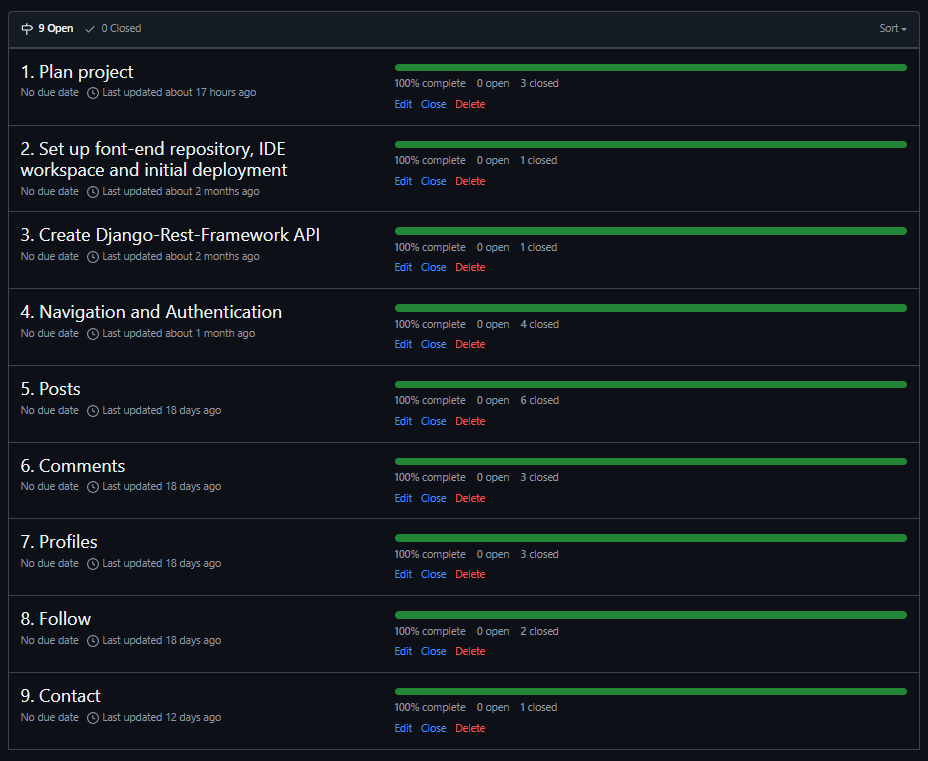 9 Open 0 Closed Sort
1. Plan project
No due date Last updated about 17 hours ago
100% complete 0 open 3 closed
Edit Close Delete
2. Set up font-end repository, IDE
workspace and initial deployment
No due date Last updated about 2 months ago
100% complete 0 open 1 closed
Edit Close Delete
3. Create Django-Rest-Framework API
No due date Last updated about 2 months ago
100% complete 0 open 1 closed
Edit Close Delete
4. Navigation and Authentication
No due date Last updated about 1 month ago
100% complete 0 open 4 closed
Edit Close Delete
5. Posts
No due date Last updated 18 days ago
100% complete 0 open 6 closed
Edit Close Delete
6. Comments
No due date Last updated 18 days ago
100% complete 0 open 3 closed
Edit Close Delete
7. Profiles
No due date Last updated 18 days ago
100% complete 0 open 3 closed
Edit Close Delete
8. Follow
No due date Last updated 18 days ago
100% complete 0 open 2 closed
Edit Close Delete
9. Contact
No due date Last updated 12 days ago
100% complete 0 open 1 closed
Edit Close Delete